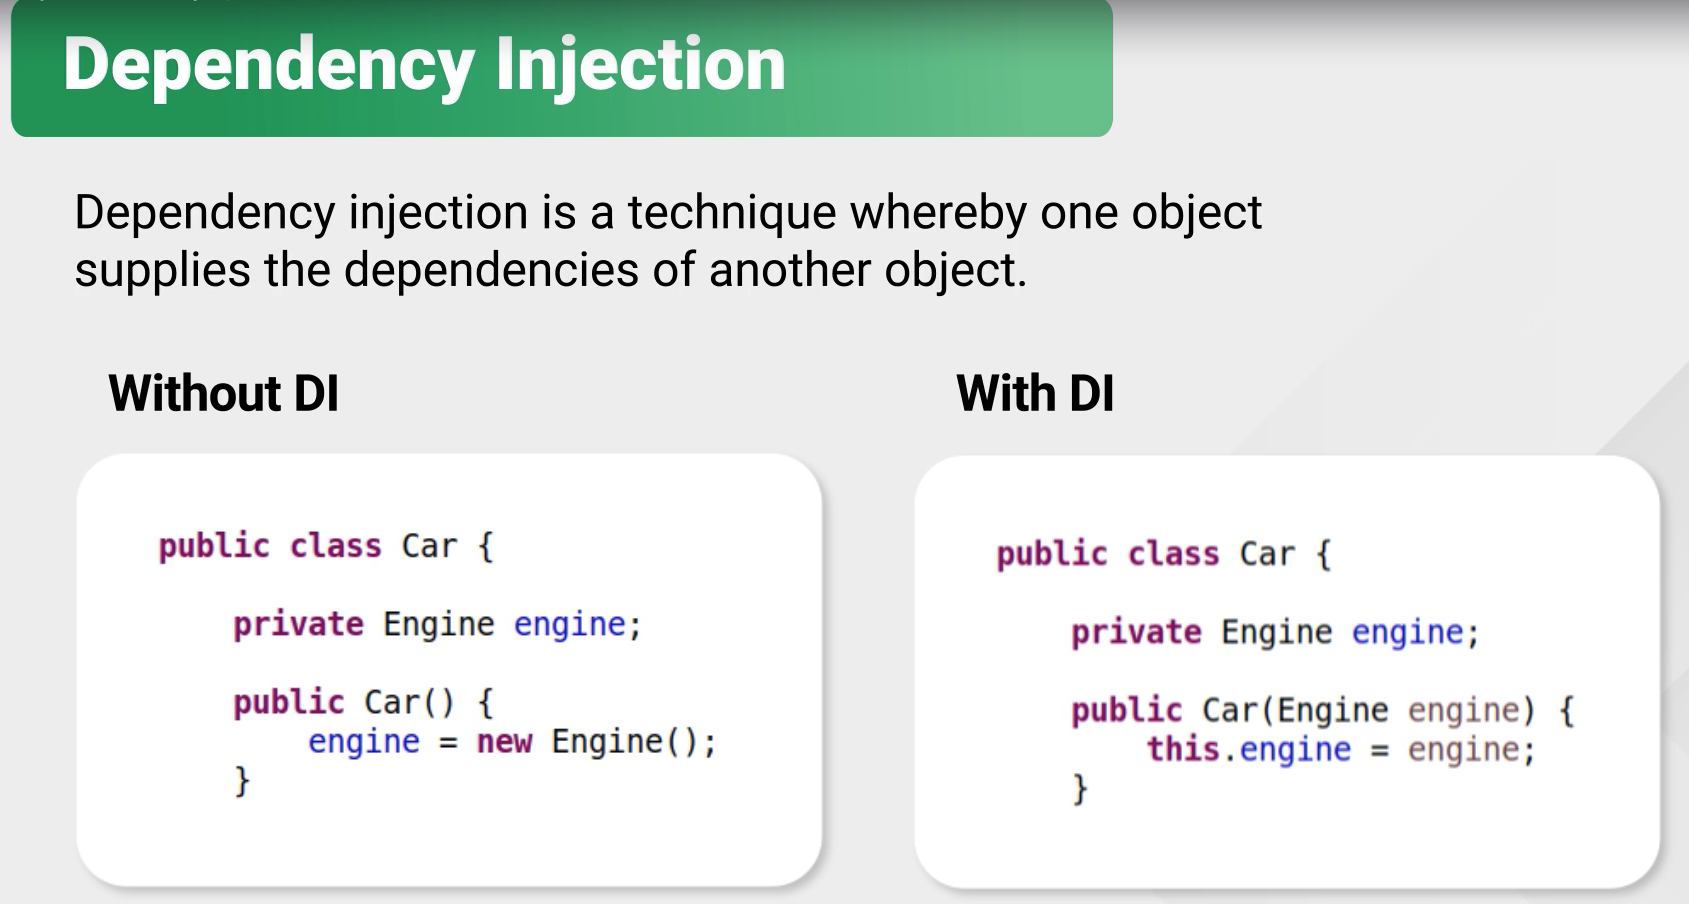 Dependency Injection
Dependency injection is a technique whereby one object
supplies the dependencies of another object.
Without DI
public class Car {
private Engine engine;
public Car() {
engine = new Engine();
}
With DI
public class Car {
private Engine engine;
public Car(Engine engine) {
this.engine = engine;
}